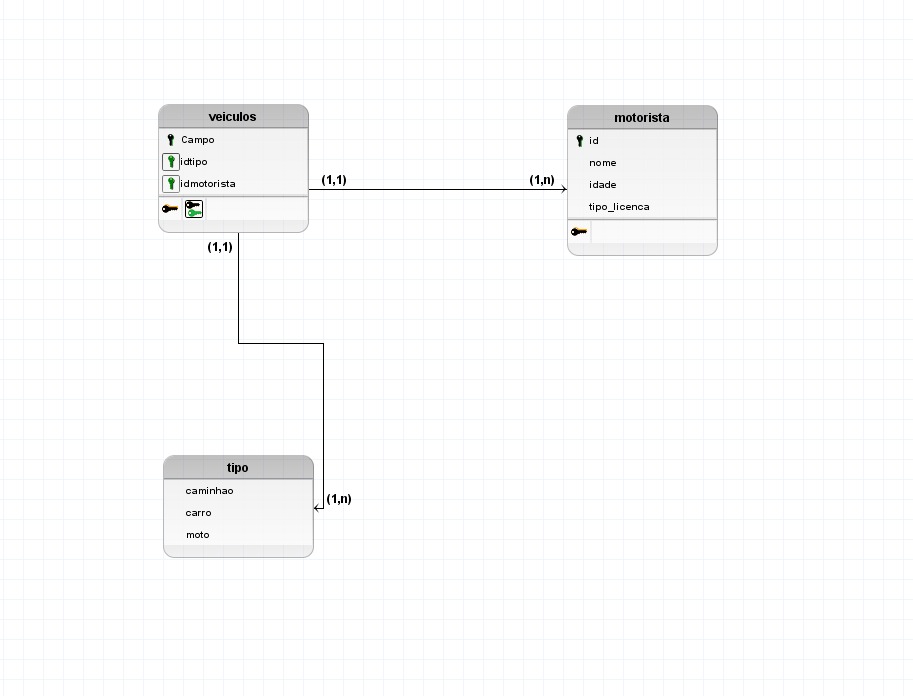 veiculos
Campo
idtipo
idmotorista
(1,1)
(1,n)
motorista
id
nome
idade
tipo_licenca
(1,1)
tipo
caminhao
carro
moto
(1,n)